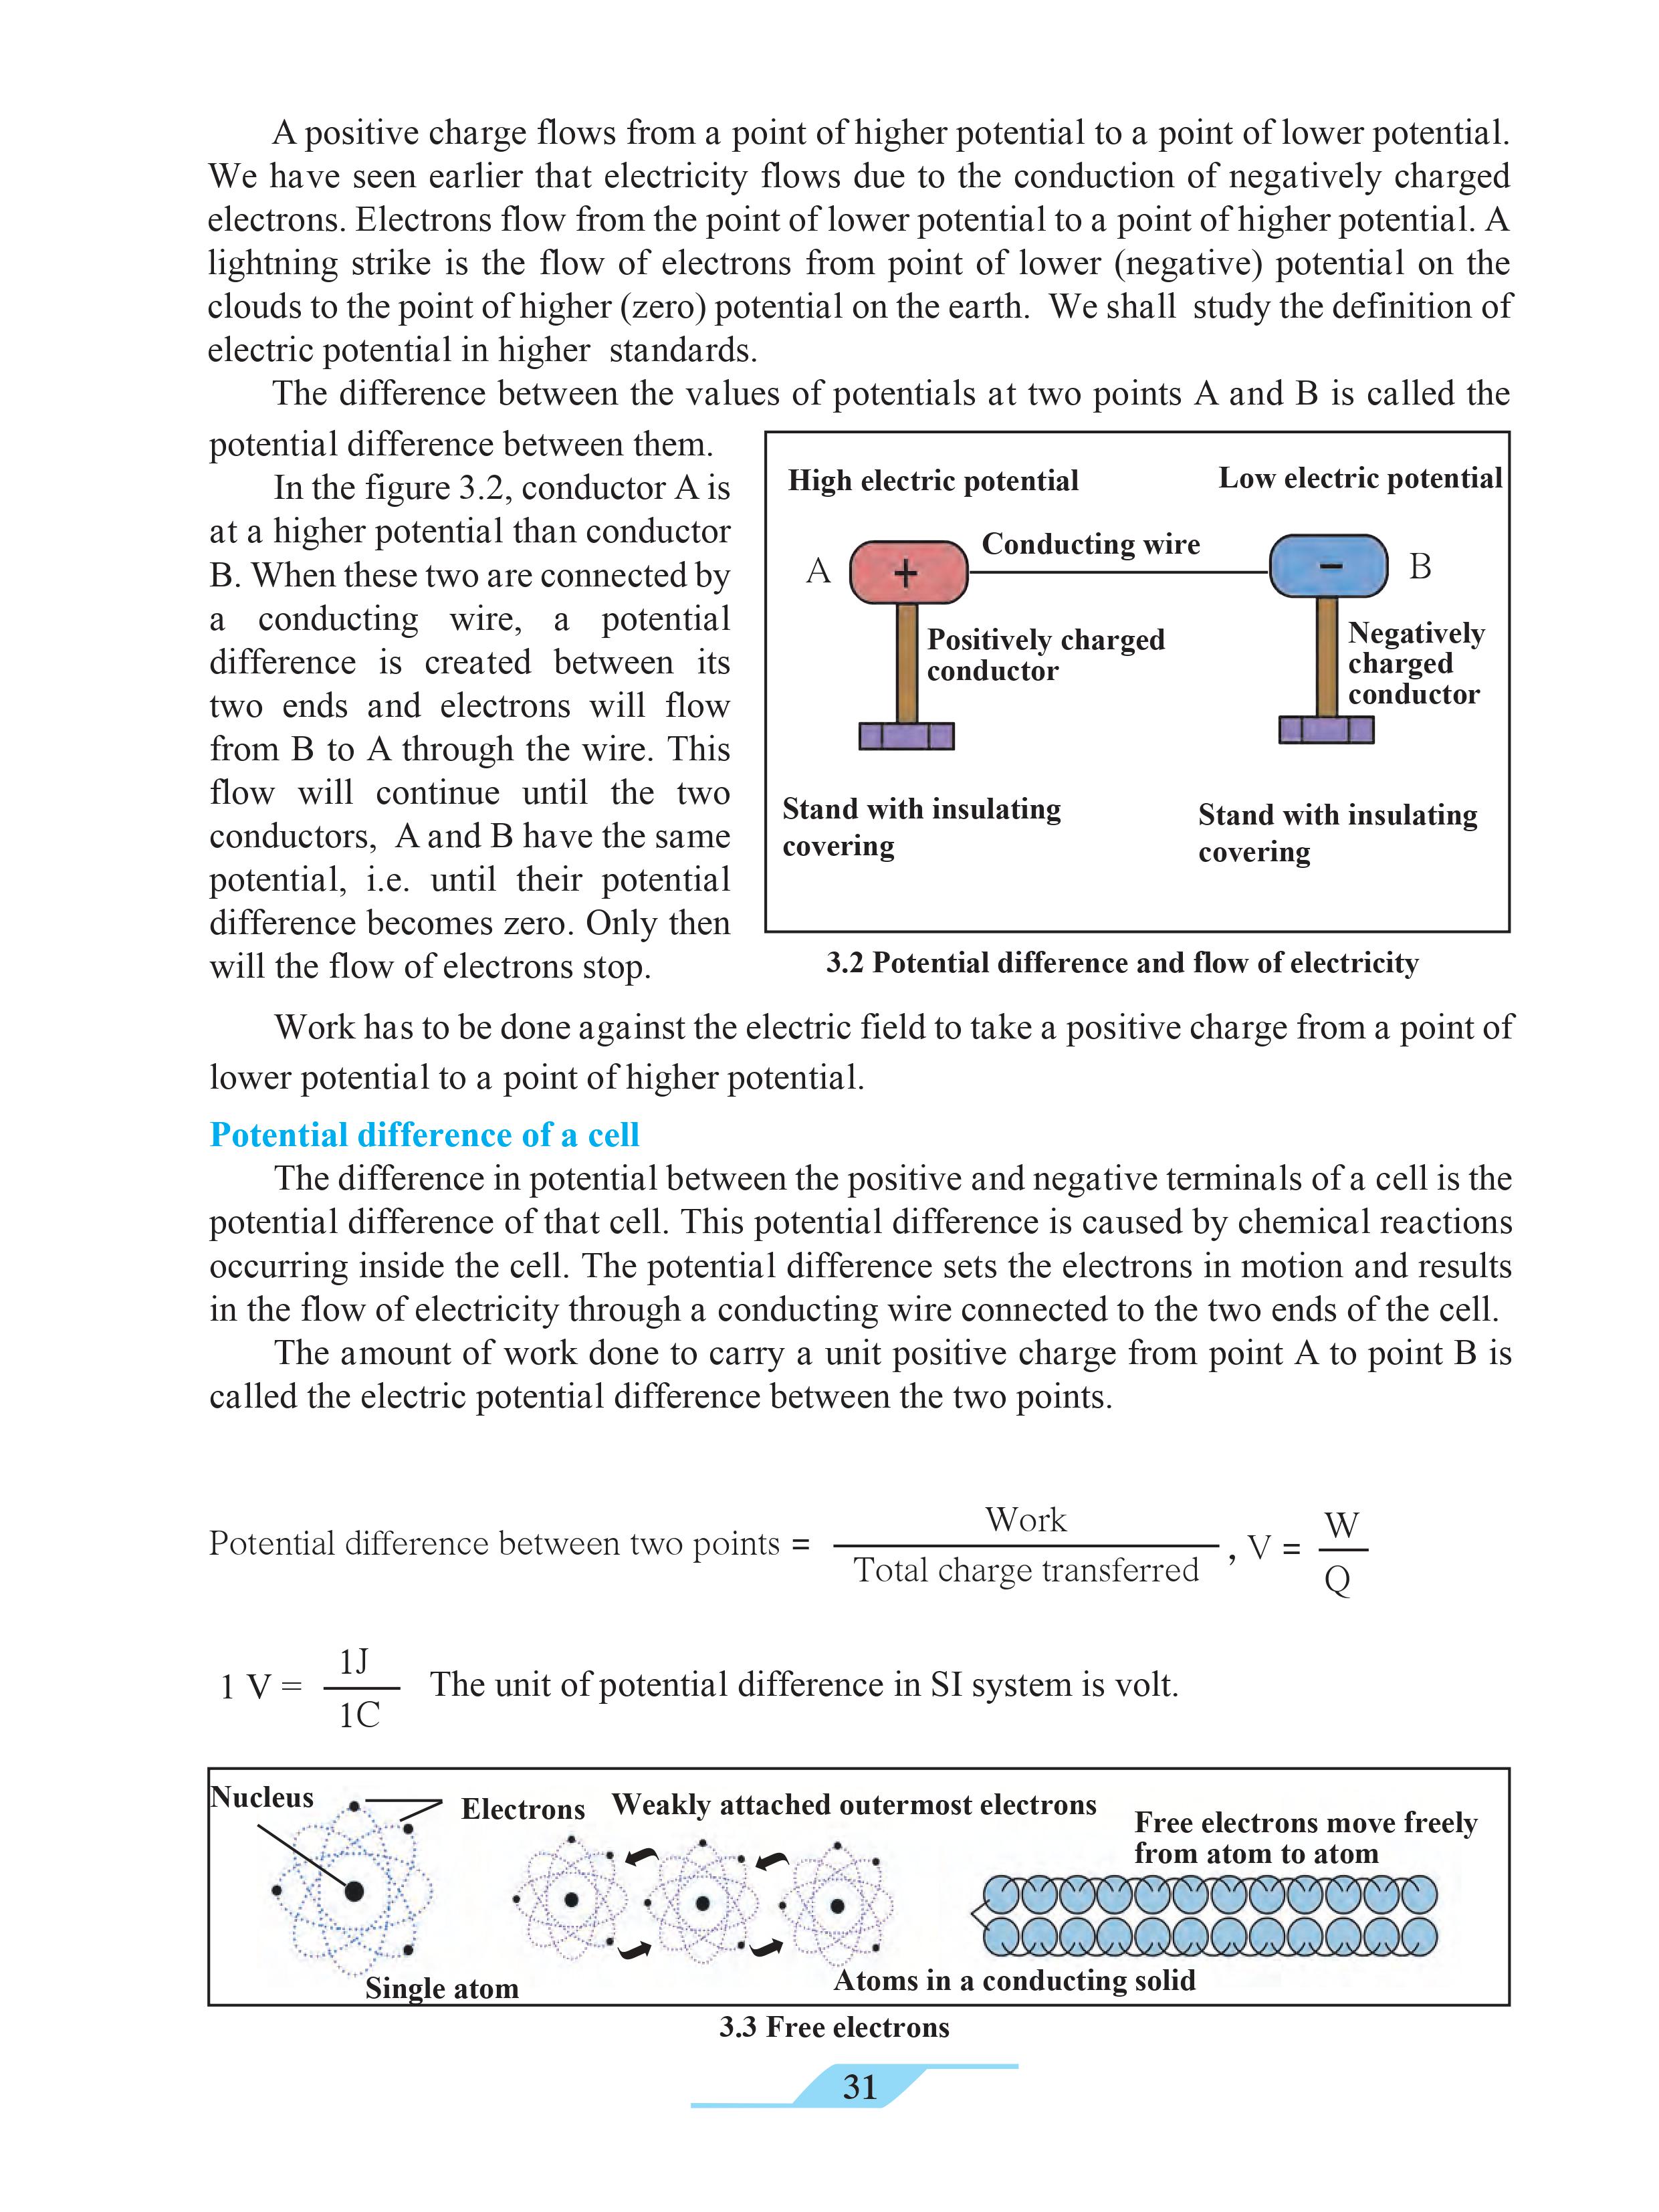 A positive charge flows from a point of higher potential to a point of lower potential.
We have seen earlier that electricity flows due to the conduction of negatively charged
electrons. Electrons flow from the point of lower potential to a point of higher potential. A
lightning strike is the flow of electrons from point of lower (negative) potential on the
clouds to the point of higher (zero) potential on the earth. We shall study the definition of
electric potential in higher standards.
The difference between the values of potentials at two points A and B is called the
potential difference between them.
In the figure 3.2, conductor A is
at a higher potential than conductor
B. When these two are connected by
a conducting wire, a potential
difference is created between its
two ends and electrons will flow
from B to A through the wire. This
flow will continue until the two
conductors, A and B have the same
potential, i.e. until their potential
difference becomes zero. Only then
will the flow of electrons stop.
High electric potential
Low electric potential
Conducting wire
A
+
-
B
Positively charged
conductor
Negatively
charged
conductor
Stand with insulating
covering
Stand with insulating
covering
3.2 Potential difference and flow of electricity
Work has to be done against the electric field to take a positive charge from a point of
lower potential to a point of higher potential.
Potential difference of a cell
The difference in potential between the positive and negative terminals of a cell is the
potential difference of that cell. This potential difference is caused by chemical reactions
occurring inside the cell. The potential difference sets the electrons in motion and results
in the flow of electricity through a conducting wire connected to the two ends of the cell.
The amount of work done to carry a unit positive charge from point A to point B is
called the electric potential difference between the two points.
Potential difference between two points = Work / Total charge transferred , V = W / Q
1 V = 1J / 1C The unit of potential difference in SI system is volt.
Nucleus
Electrons
Weakly attached outermost electrons
Free electrons move freely
from atom to atom
Single atom
Atoms in a conducting solid
3.3 Free electrons
31